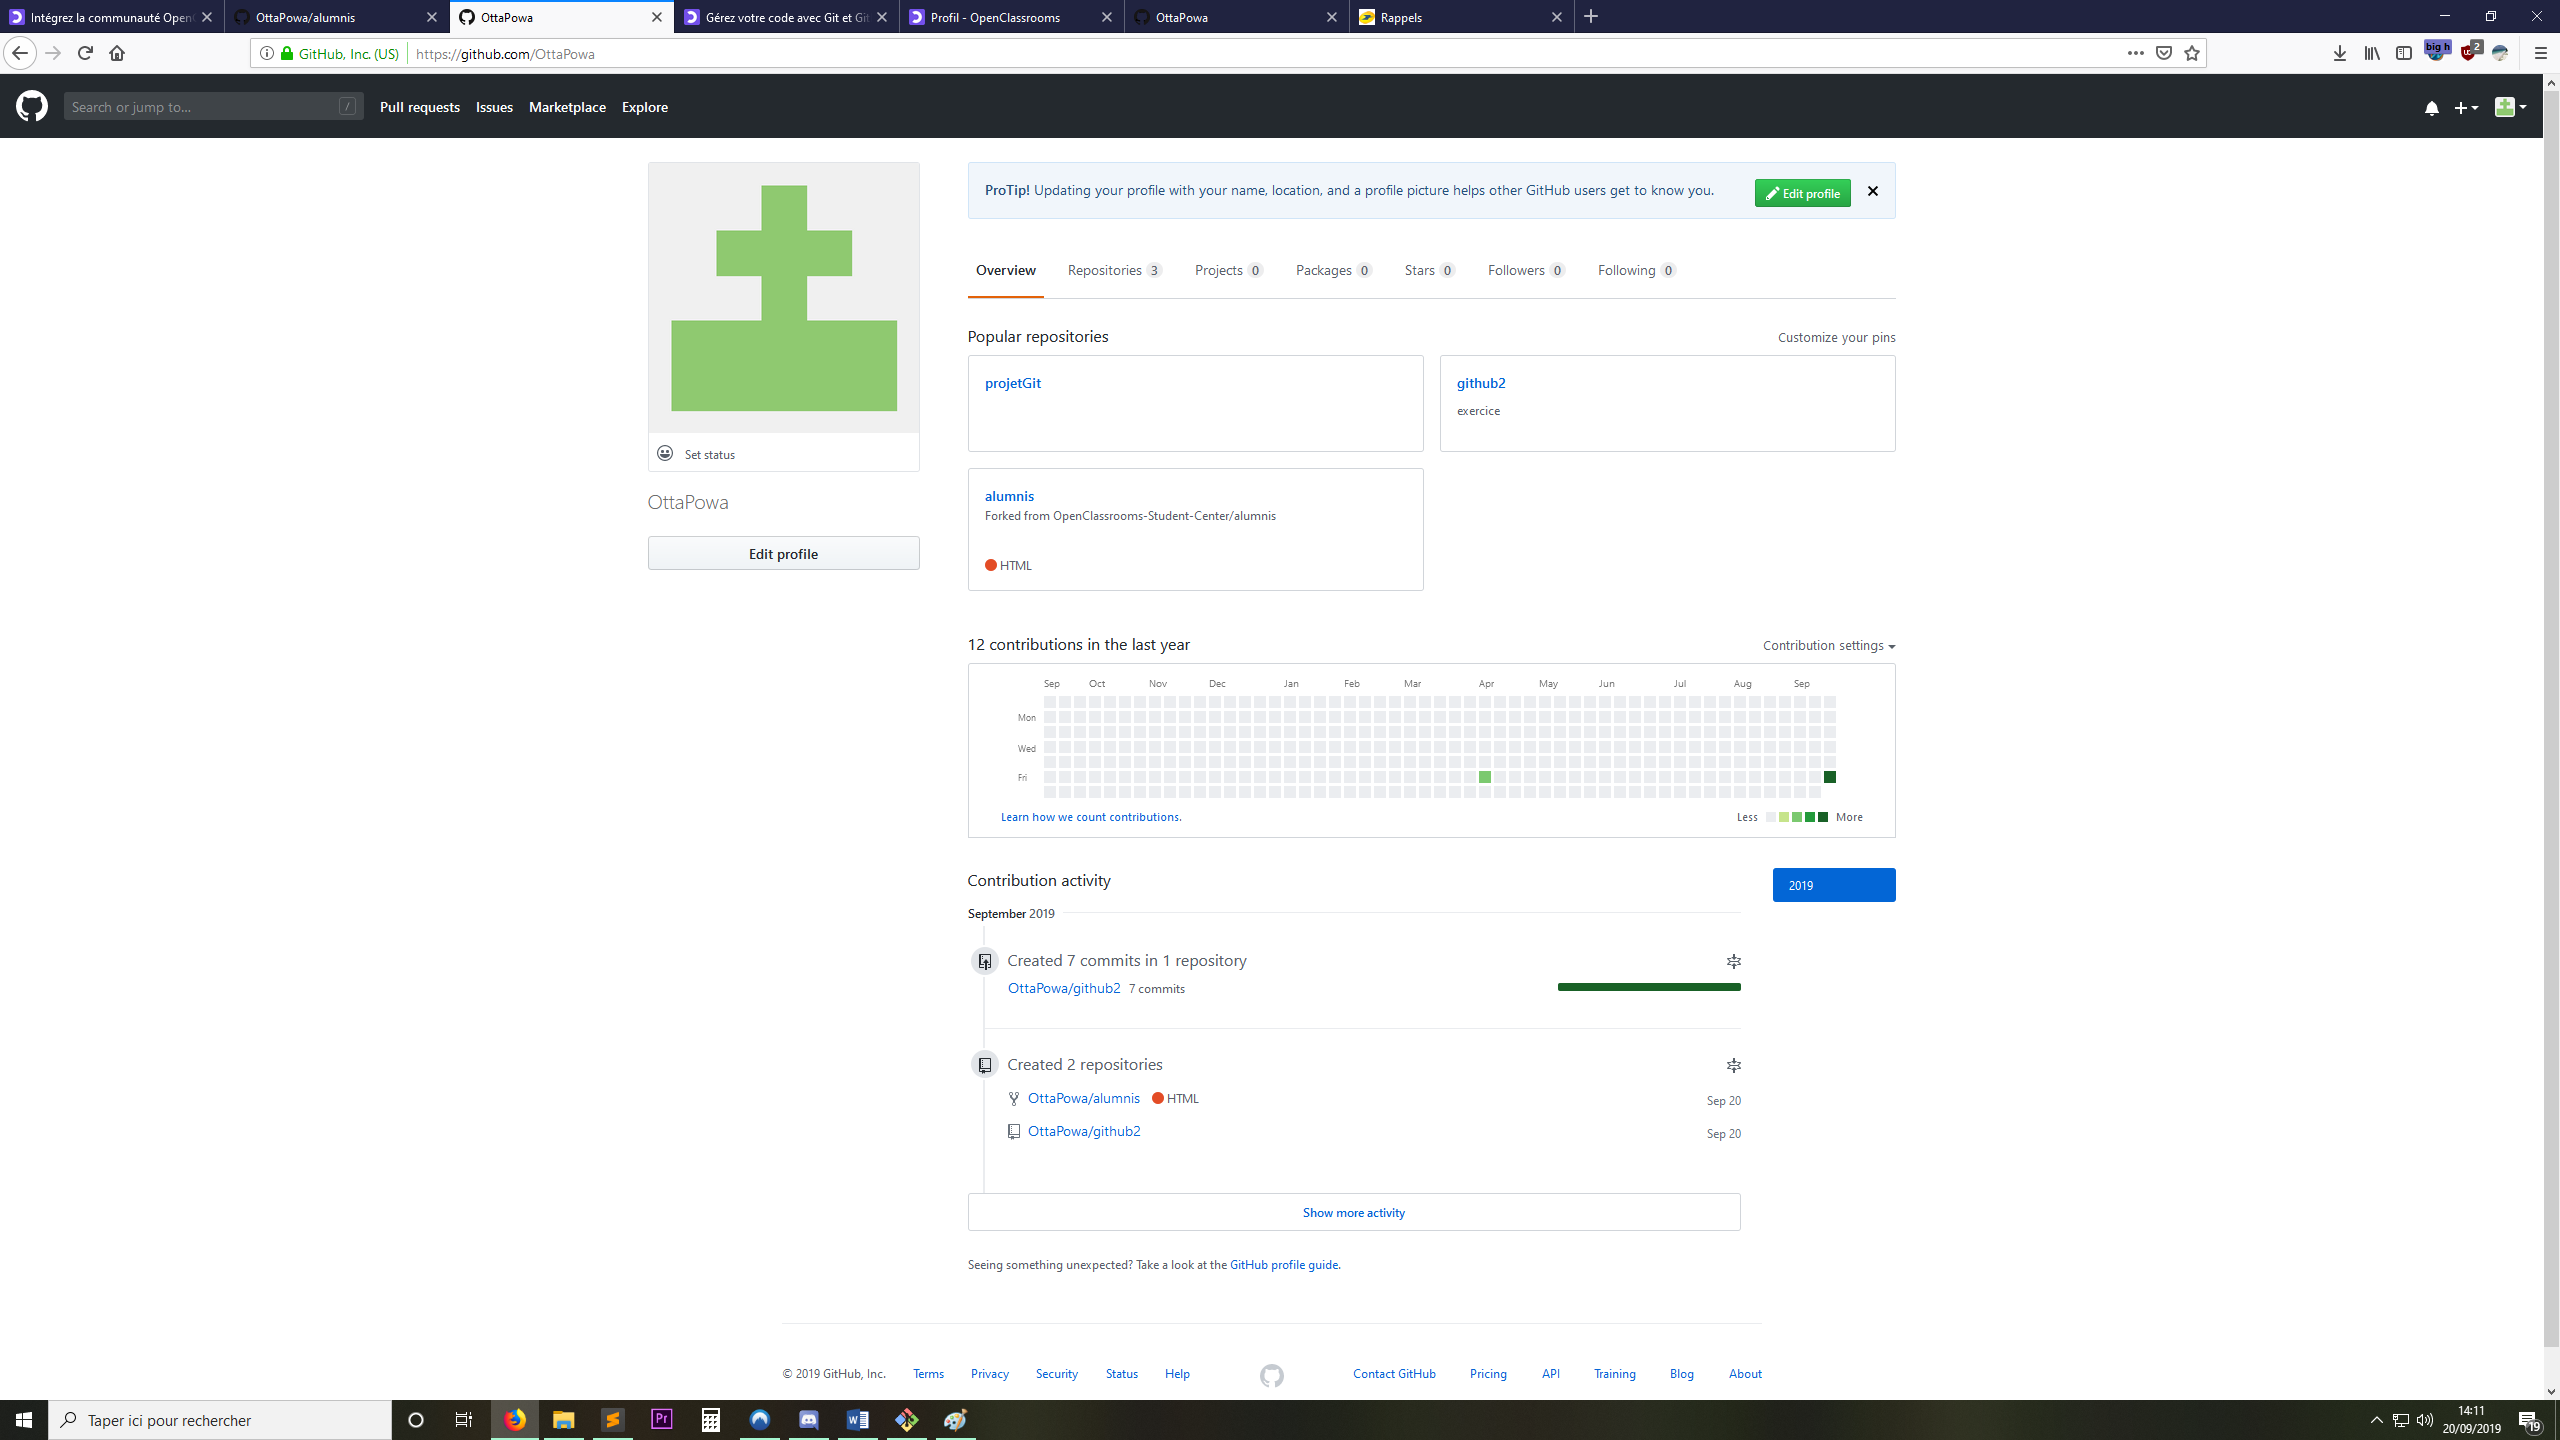 Intégrez la communauté Open
OttaPowa/alumnis
OttaPowa
Gérez votre code avec Git et Git
Profil - OpenClassrooms
OttaPowa
Rappels
GitHub, Inc. (US)
https://github.com/OttaPowa
big h
2
Search or jump to...
/
Pull requests
Issues
Marketplace
Explore
ProTip! Updating your profile with your name, location, and a profile picture helps other GitHub users get to know you.
Edit profile
Overview
Repositories 3
Projects 0
Packages 0
Stars 0
Followers 0
Following 0
Set status
OttaPowa
Edit profile
Popular repositories
Customize your pins
projetGit
github2
exercice
alumnis
Forked from OpenClassrooms-Student-Center/alumnis
HTML
12 contributions in the last year
Contribution settings
Sep Oct Nov Dec Jan Feb Mar Apr May Jun Jul Aug Sep
Mon
Wed
Fri
Learn how we count contributions.
Less
More
Contribution activity
2019
September 2019
Created 7 commits in 1 repository
OttaPowa/github2 7 commits
Created 2 repositories
OttaPowa/alumnis HTML Sep 20
OttaPowa/github2 Sep 20
Show more activity
Seeing something unexpected? Take a look at the GitHub profile guide.
© 2019 GitHub, Inc. Terms Privacy Security Status Help Contact GitHub Pricing API Training Blog About
Taper ici pour rechercher
Pr
14:11
20/09/2019
19